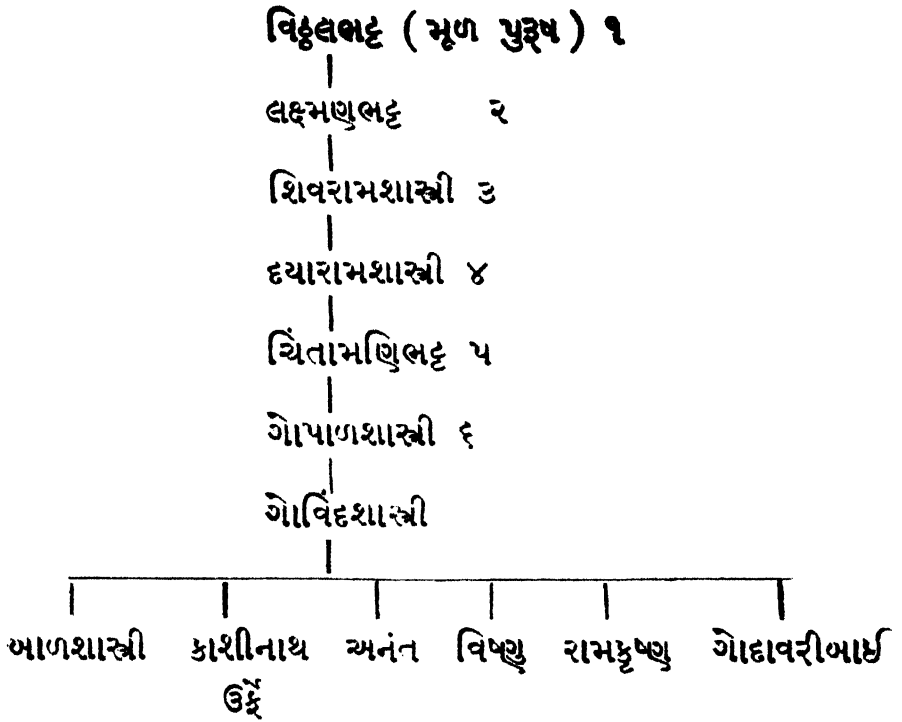 વિઠ્ઠલભટ્ટ ( મૂળ પુરૂષ ) ૧
લક્ષ્મણભટ્ટ ૨
શિવરામશાસ્ત્રી ૩
દયારામશાસ્ત્રી ૪
ચિંતામણિભટ્ટ ૫
ગોપાળશાસ્ત્રી ૬
ગોવિંદશાસ્ત્રી
બાળશાસ્ત્રી કાશીનાથ અનંત વિષ્ણુ રામકૃષ્ણ ગોદાવરીબાઈ
ઉર્ફે